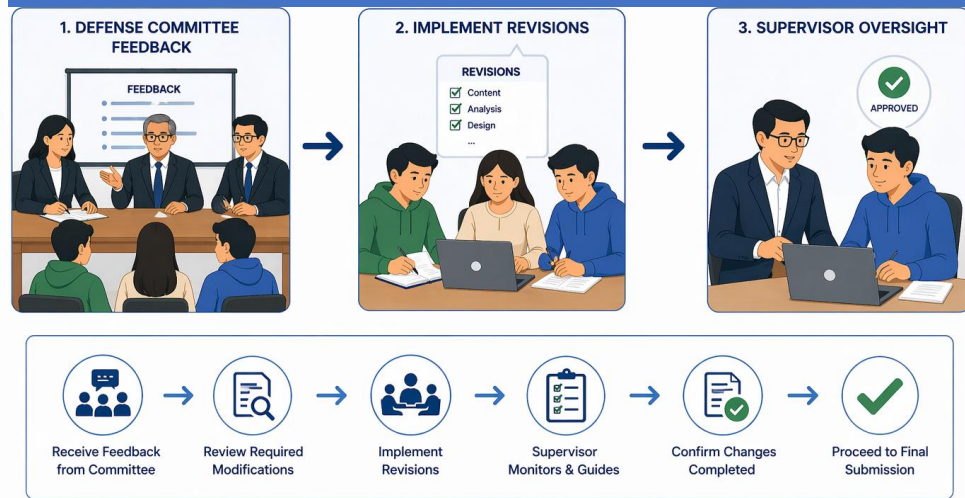 1. DEFENSE COMMITTEE
FEEDBACK
FEEDBACK
2. IMPLEMENT REVISIONS
REVISIONS
Content
Analysis
Design
...
3. SUPERVISOR OVERSIGHT
APPROVED
Receive Feedback
from Committee
Review Required
Modifications
Implement
Revisions
Supervisor
Monitors & Guides
Confirm Changes
Completed
Proceed to Final
Submission